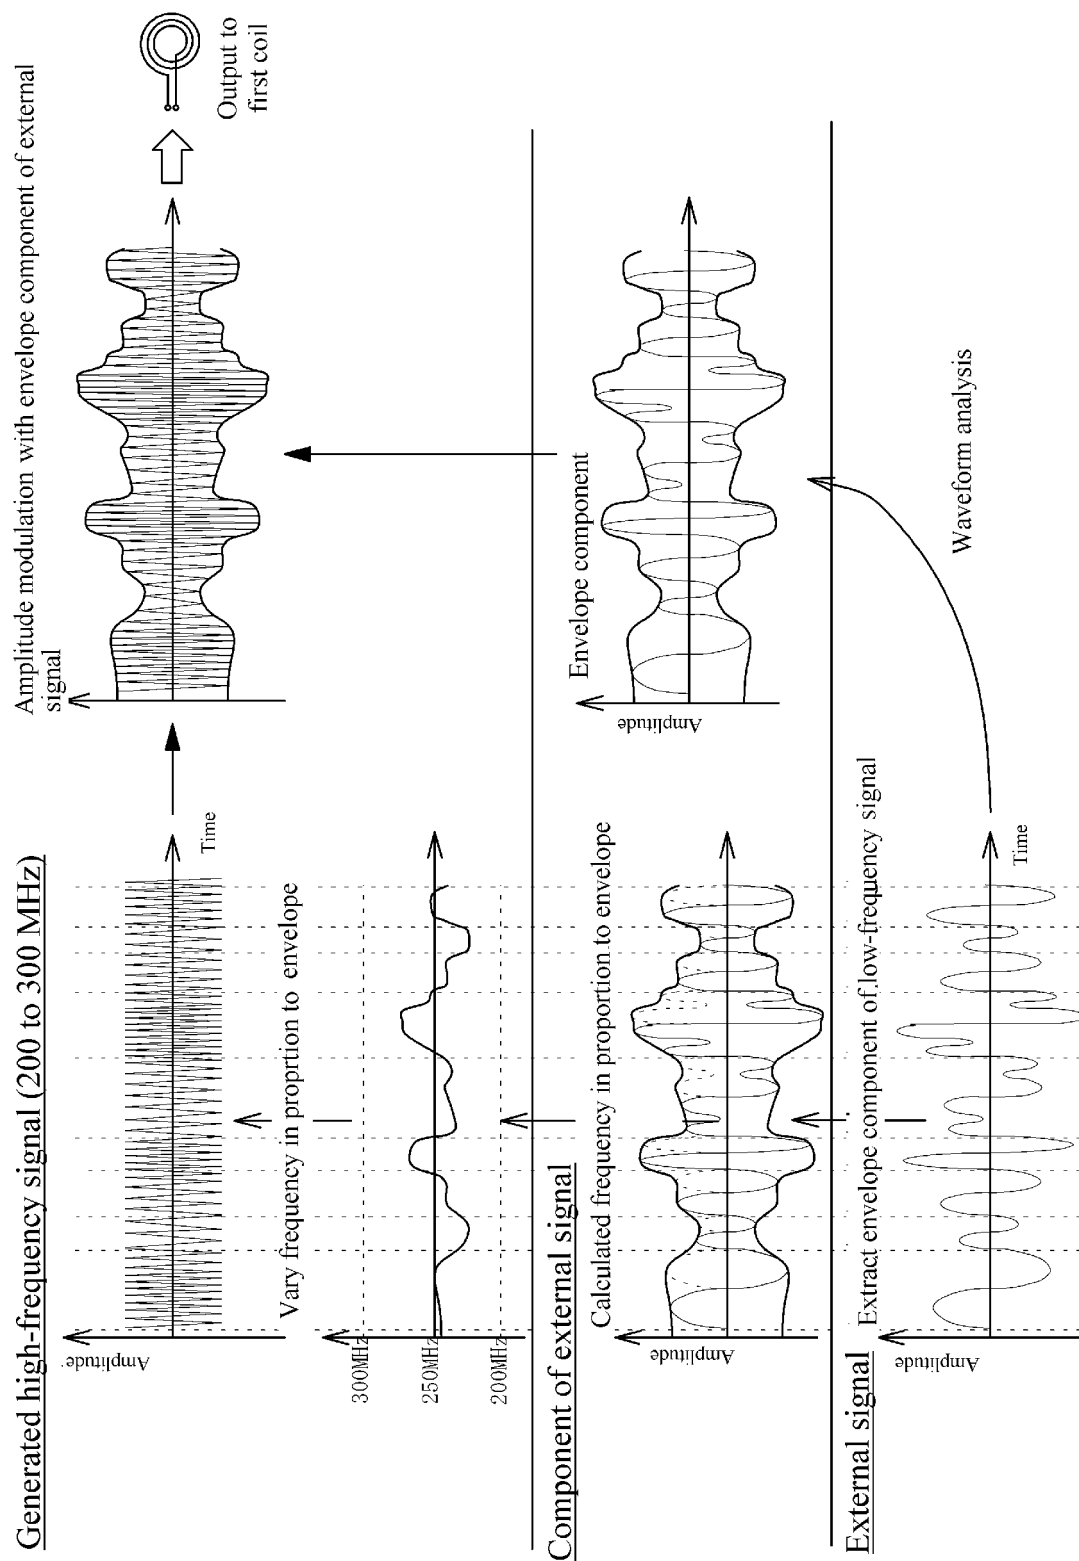 Generated high-frequency signal (200 to 300 MHz)
Amplitude
Time
Amplitude modulation with envelope component of external
signal
Output to
first coil
Vary frequency in proprtion to envelope
300MHz
250MHz
200MHz
Component of external signal
Calculated frequency in proportion to envelope
Amplitude
Envelope component
Amplitude
External signal
Extract envelope component of low-frequency signal
Amplitude
Time
Waveform analysis